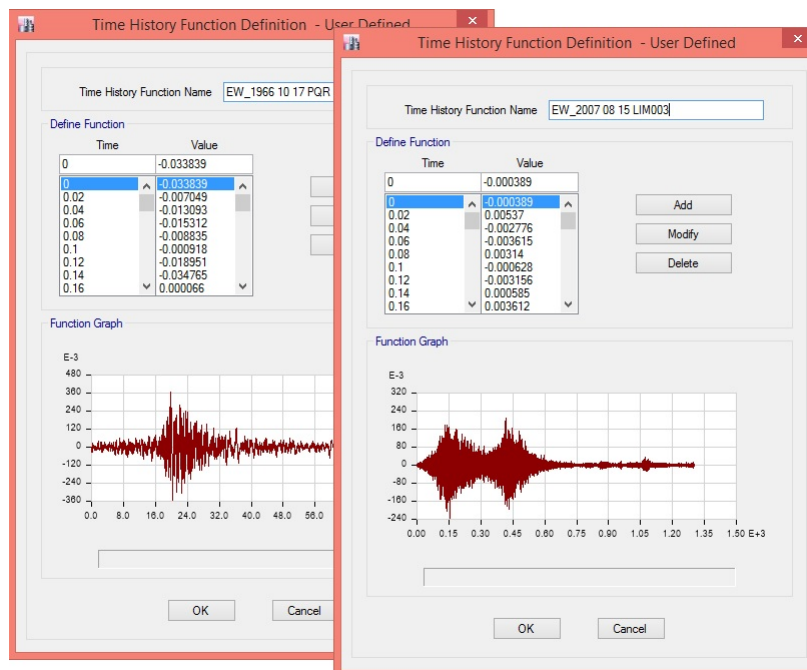 Time History Function Definition - User Defined
Time History Function Name EW_1966 10 17 PQR
Define Function
Time Value
0 -0.033839
0 -0.033839
0.02 -0.007049
0.04 -0.013093
0.06 -0.015312
0.08 -0.008835
0.1 -0.000918
0.12 -0.018951
0.14 -0.034765
0.16 0.000066
Function Graph
E-3
480
360
240
120
0
-120
-240
-360
0.0 8.0 16.0 24.0 32.0 40.0 48.0 56.0
OK Cancel
Time History Function Definition - User Defined
Time History Function Name EW_2007 08 15 LIM003
Define Function
Time Value
0 -0.000389
0 -0.000389
0.02 0.00537
0.04 -0.002776
0.06 -0.003615
0.08 0.00314
0.1 -0.000628
0.12 -0.003156
0.14 0.000585
0.16 0.003612
Add
Modify
Delete
Function Graph
E-3
320
240
160
80
0
-80
-160
-240
0.00 0.15 0.30 0.45 0.60 0.75 0.90 1.05 1.20 1.35 1.50 E+3
OK Cancel